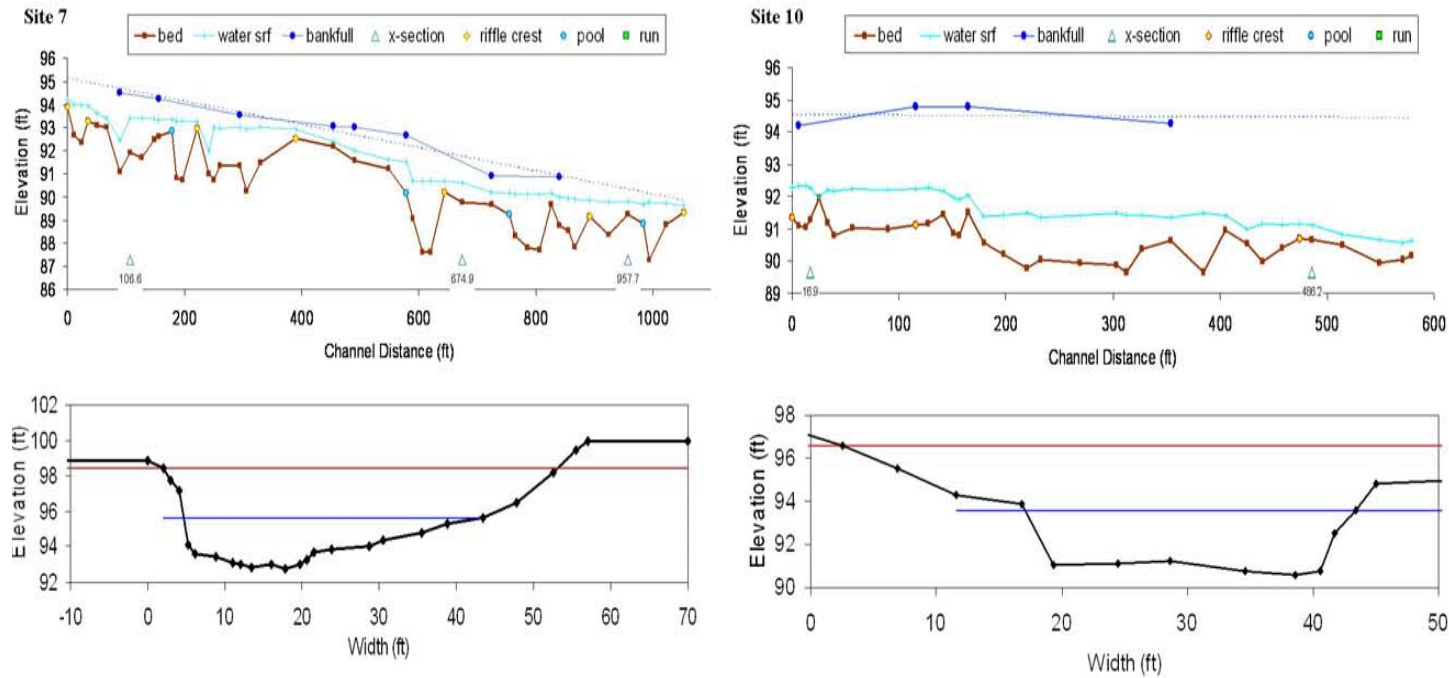 Site 7
bed water srf bankfull x-section riffle crest pool run
96
95
94
93
92
91
90
89
88
87
86
Elevation (ft)
106.6 674.9 957.7
0 200 400 600 800 1000
Channel Distance (ft)
Site 10
bed water srf bankfull x-section riffle crest pool run
96
95
94
93
92
91
90
89
Elevation (ft)
16.9 486.2
0 100 200 300 400 500 600
Channel Distance (ft)
102
100
98
96
94
92
Elevation (ft)
-10 0 10 20 30 40 50 60 70
Width (ft)
98
96
94
92
90
Elevation (ft)
0 10 20 30 40 50
Width (ft)